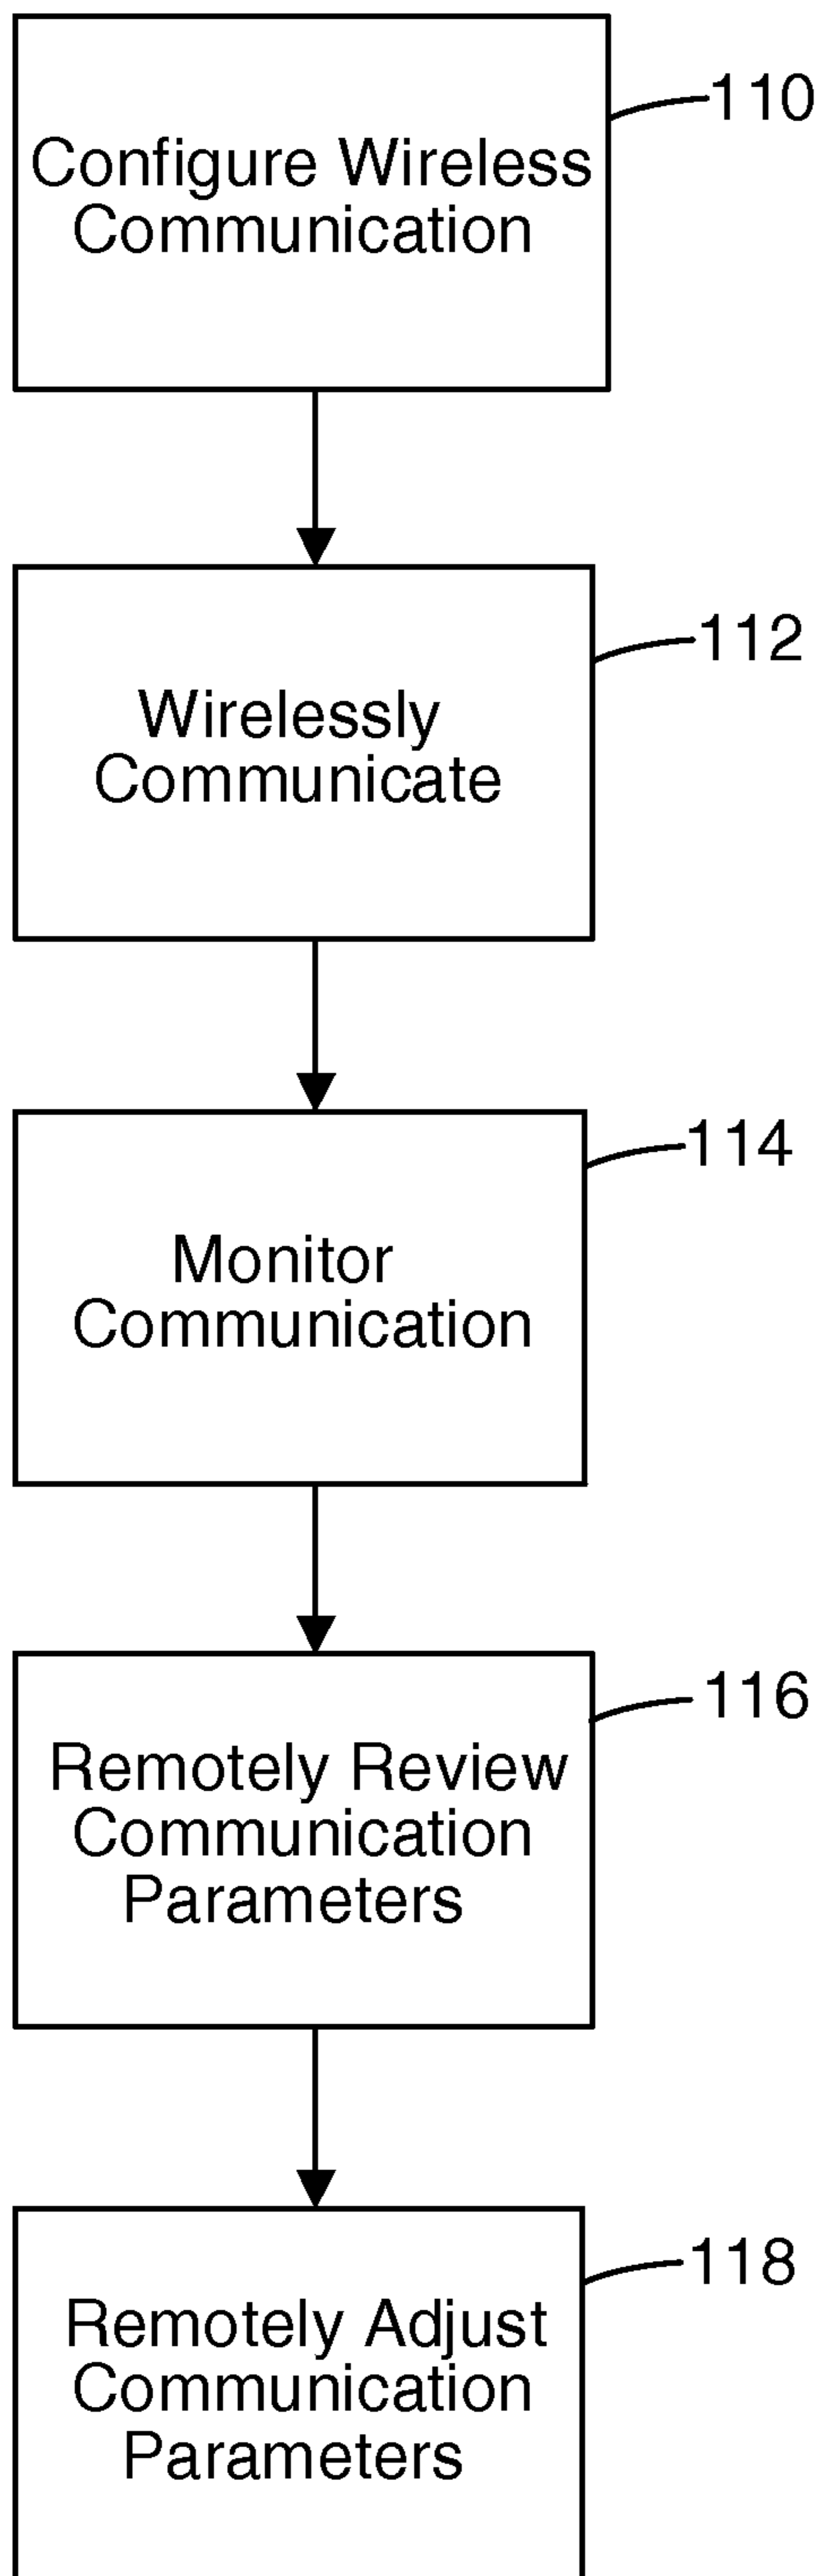 Configure Wireless
Communication
110
Wirelessly
Communicate
112
Monitor
Communication
114
Remotely Review
Communication
Parameters
116
Remotely Adjust
Communication
Parameters
118